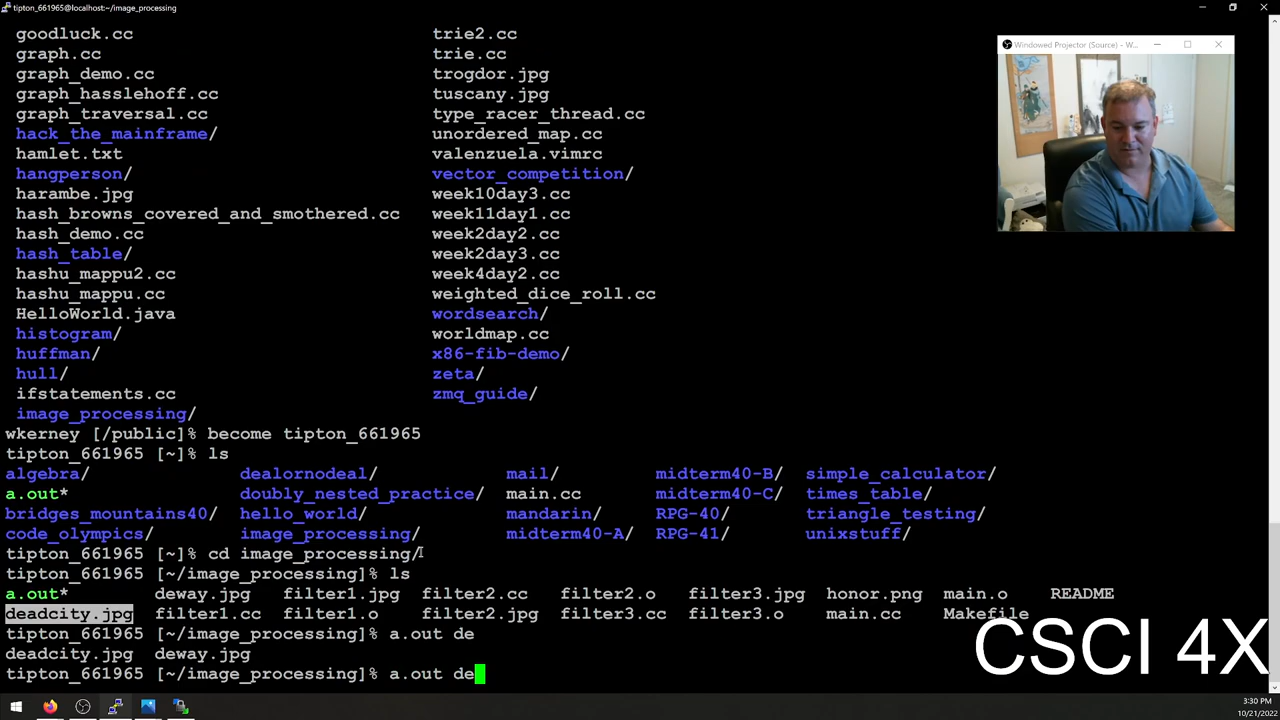 tipton_661965@localhost:~/image_processing
Windowed Projector (Source) - W...
goodluck.cc trie2.cc
graph.cc trie.cc
graph_demo.cc trogdor.jpg
graph_hasslehoff.cc tuscany.jpg
graph_traversal.cc type_racer_thread.cc
hack_the_mainframe/ unordered_map.cc
hamlet.txt valenzuela.vimrc
hangperson/ vector_competition/
harambe.jpg week10day3.cc
hash_browns_covered_and_smothered.cc week11day1.cc
hash_demo.cc week2day2.cc
hash_table/ week2day3.cc
hashu_mappu2.cc week4day2.cc
hashu_mappu.cc weighted_dice_roll.cc
HelloWorld.java wordsearch/
histogram/ worldmap.cc
huffman/ x86-fib-demo/
hull/ zeta/
ifstatements.cc zmq_guide/
image_processing/
wkerney [/public]% become tipton_661965
tipton_661965 [~]% ls
algebra/ dealornodeal/ mail/ midterm40-B/ simple_calculator/
a.out* doubly_nested_practice/ main.cc midterm40-C/ times_table/
bridges_mountains40/ hello_world/ mandarin/ RPG-40/ triangle_testing/
code_olympics/ image_processing/ midterm40-A/ RPG-41/ unixstuff/
tipton_661965 [~]% cd image_processing/
tipton_661965 [~/image_processing]% ls
a.out* deway.jpg filter1.jpg filter2.cc filter2.o filter3.jpg honor.png main.o README
deadcity.jpg filter1.cc filter1.o filter2.jpg filter3.cc filter3.o main.cc Makefile
tipton_661965 [~/image_processing]% a.out de
deadcity.jpg deway.jpg
tipton_661965 [~/image_processing]% a.out de
CSCI 4X
3:30 PM
10/21/2022